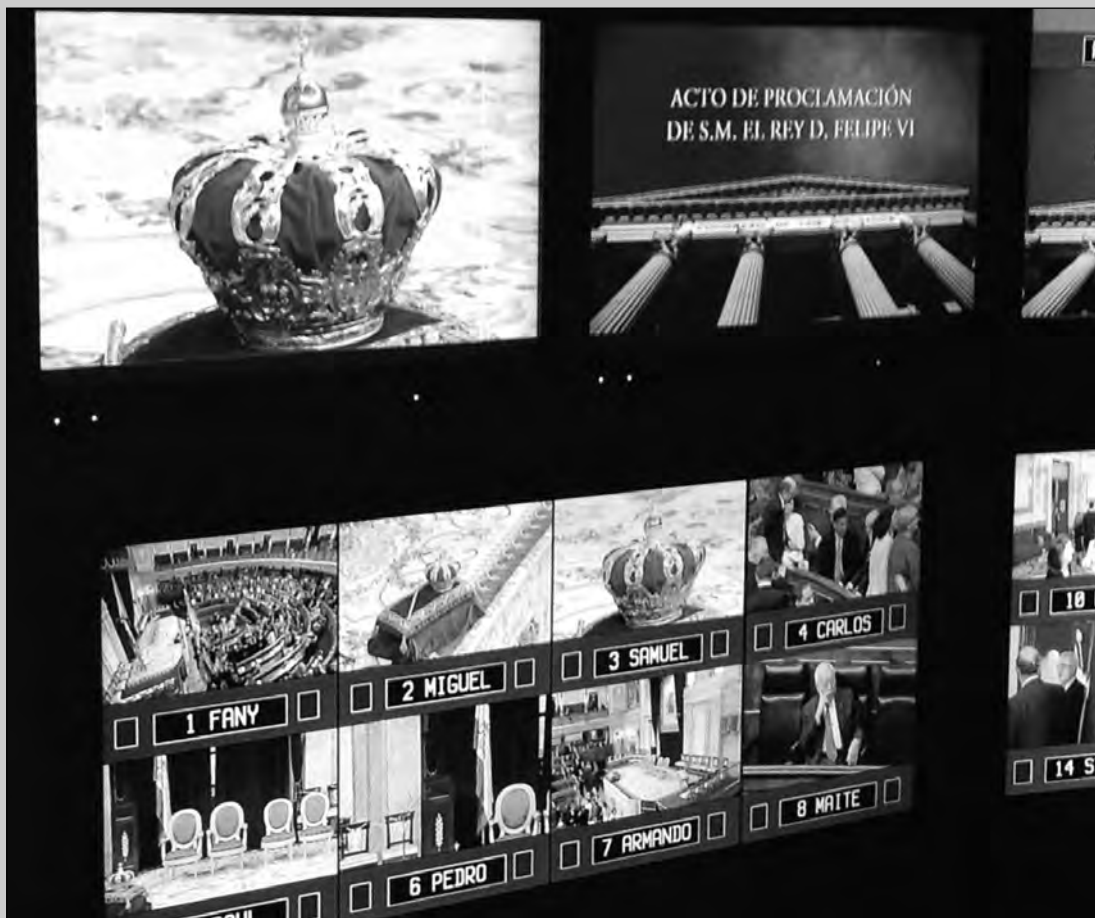 ACTO DE PROCLAMACIÓN
DE S.M. EL REY D. FELIPE VI
1 FANY
2 MIGUEL
3 SAMUEL
4 CARLOS
10
6 PEDRO
7 ARMANDO
8 MAITE
14 S